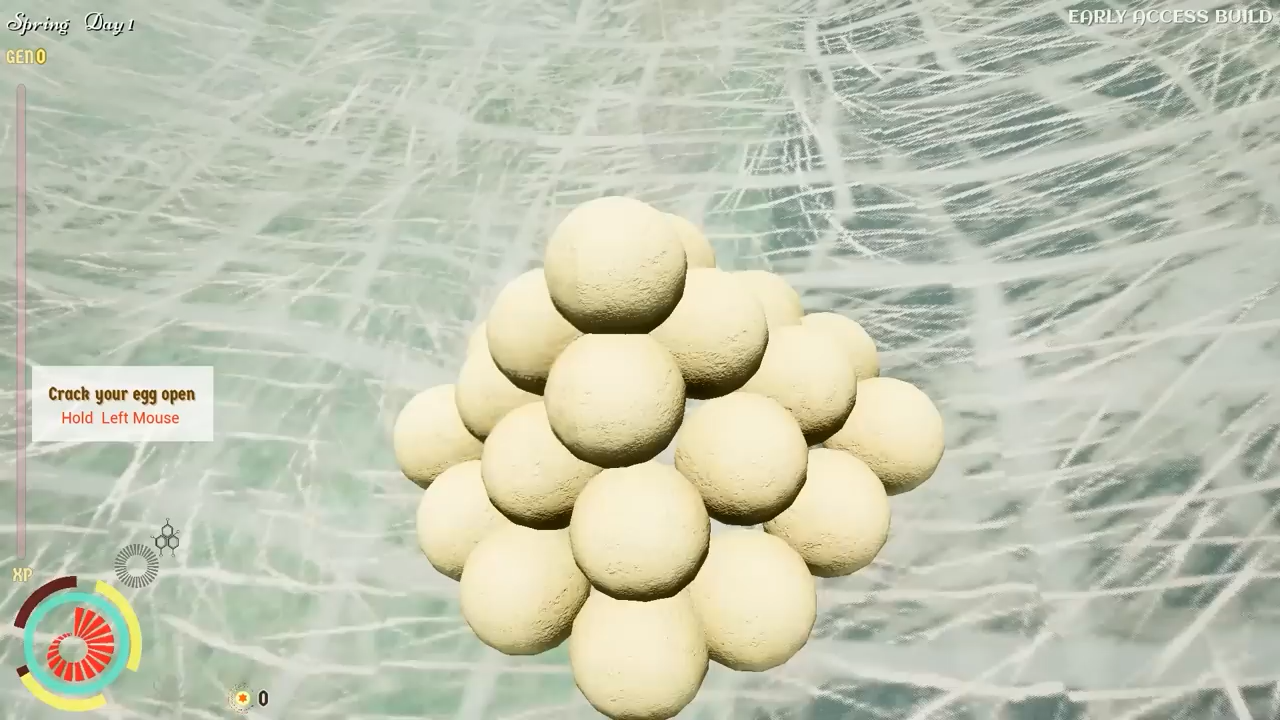 Spring Day 1
EARLY ACCESS BUILD
GEN 0
Crack your egg open
Hold Left Mouse
XP
0